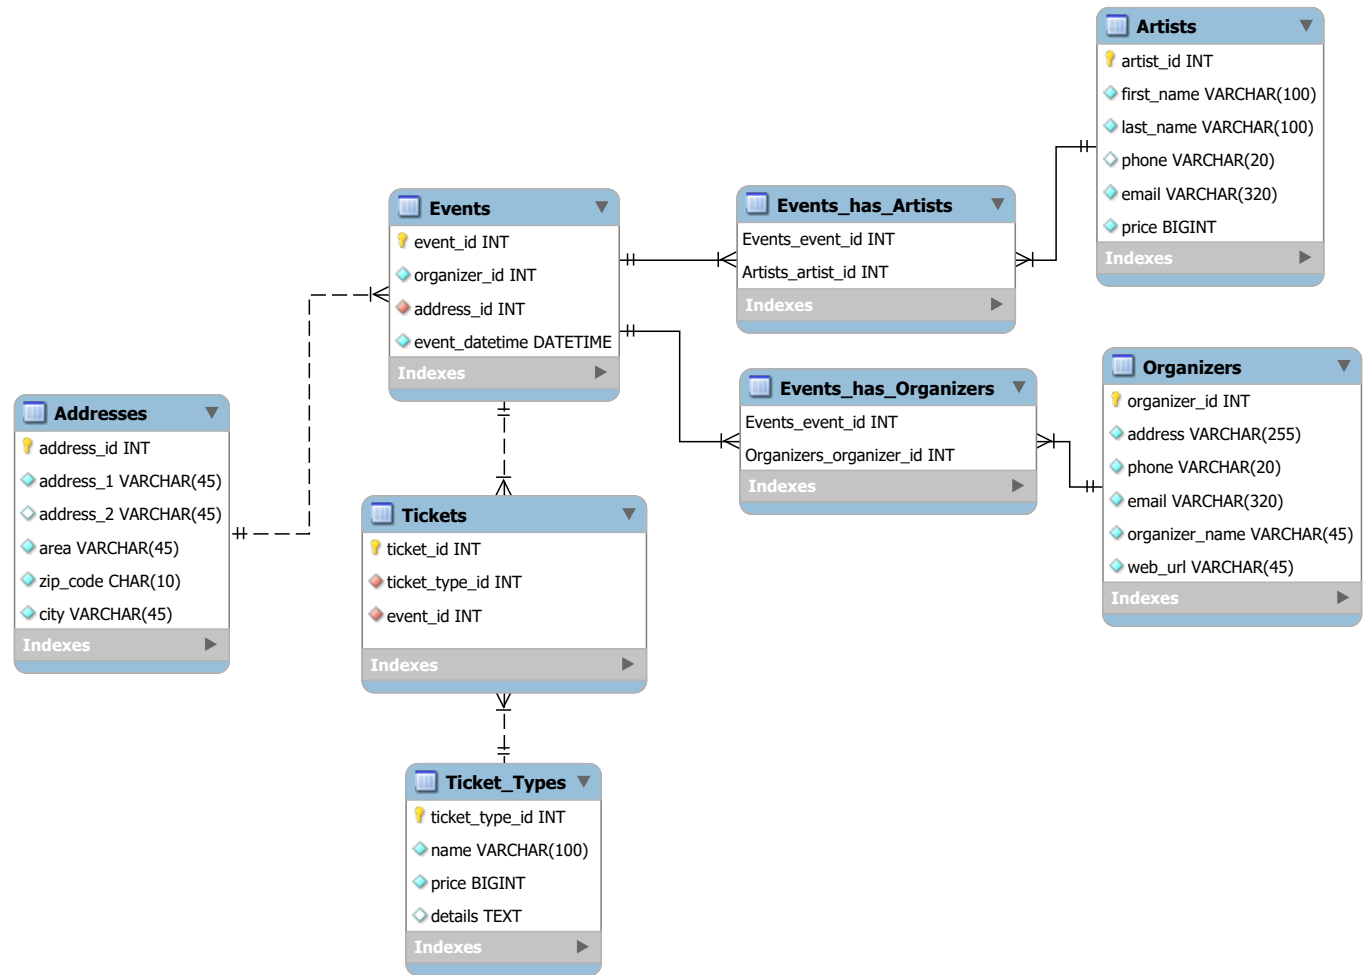 Artists
artist_id INT
first_name VARCHAR(100)
last_name VARCHAR(100)
phone VARCHAR(20)
email VARCHAR(320)
price BIGINT
Indexes
Events
event_id INT
organizer_id INT
address_id INT
event_datetime DATETIME
Indexes
Events_has_Artists
Events_event_id INT
Artists_artist_id INT
Indexes
Events_has_Organizers
Events_event_id INT
Organizers_organizer_id INT
Indexes
Organizers
organizer_id INT
address VARCHAR(255)
phone VARCHAR(20)
email VARCHAR(320)
organizer_name VARCHAR(45)
web_url VARCHAR(45)
Indexes
Addresses
address_id INT
address_1 VARCHAR(45)
address_2 VARCHAR(45)
area VARCHAR(45)
zip_code CHAR(10)
city VARCHAR(45)
Indexes
Tickets
ticket_id INT
ticket_type_id INT
event_id INT
Indexes
Ticket_Types
ticket_type_id INT
name VARCHAR(100)
price BIGINT
details TEXT
Indexes